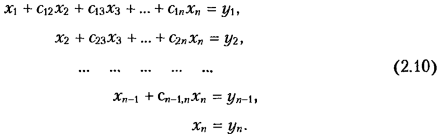 x₁ + c₁₂x₂ + c₁₃x₃ + ... + c₁ₙxₙ = y₁,
x₂ + c₂₃x₃ + ... + c₂ₙxₙ = y₂,
... ... ... ... ... (2.10)
xₙ₋₁ + cₙ₋₁,ₙxₙ = yₙ₋₁,
xₙ = yₙ.